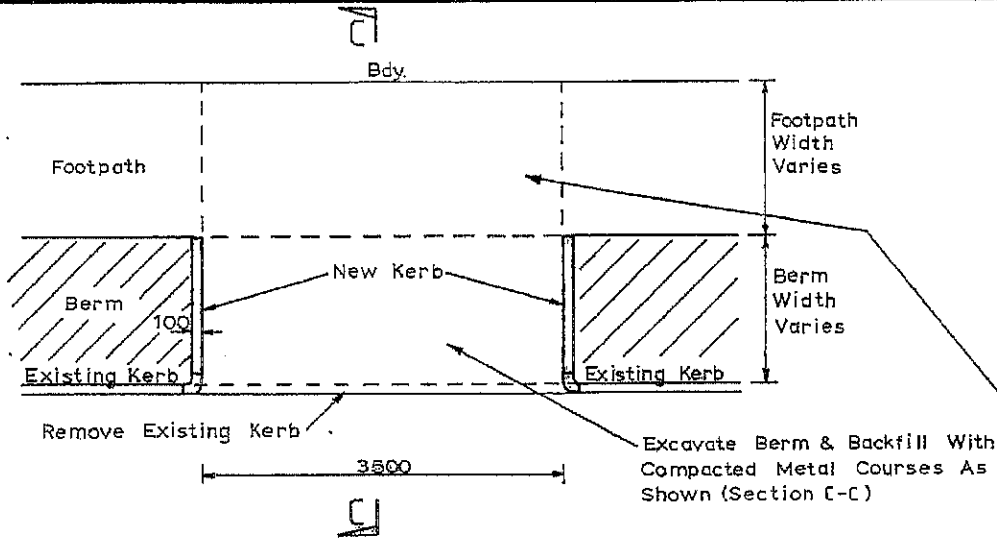 C
Bdy.
Footpath
Footpath
Width
Varies
New Kerb
Berm
100
Berm
Width
Varies
Existing Kerb
Existing Kerb
Remove Existing Kerb
3500
Excavate Berm & Backfill With
Compacted Metal Courses As
Shown (Section C-C)
C